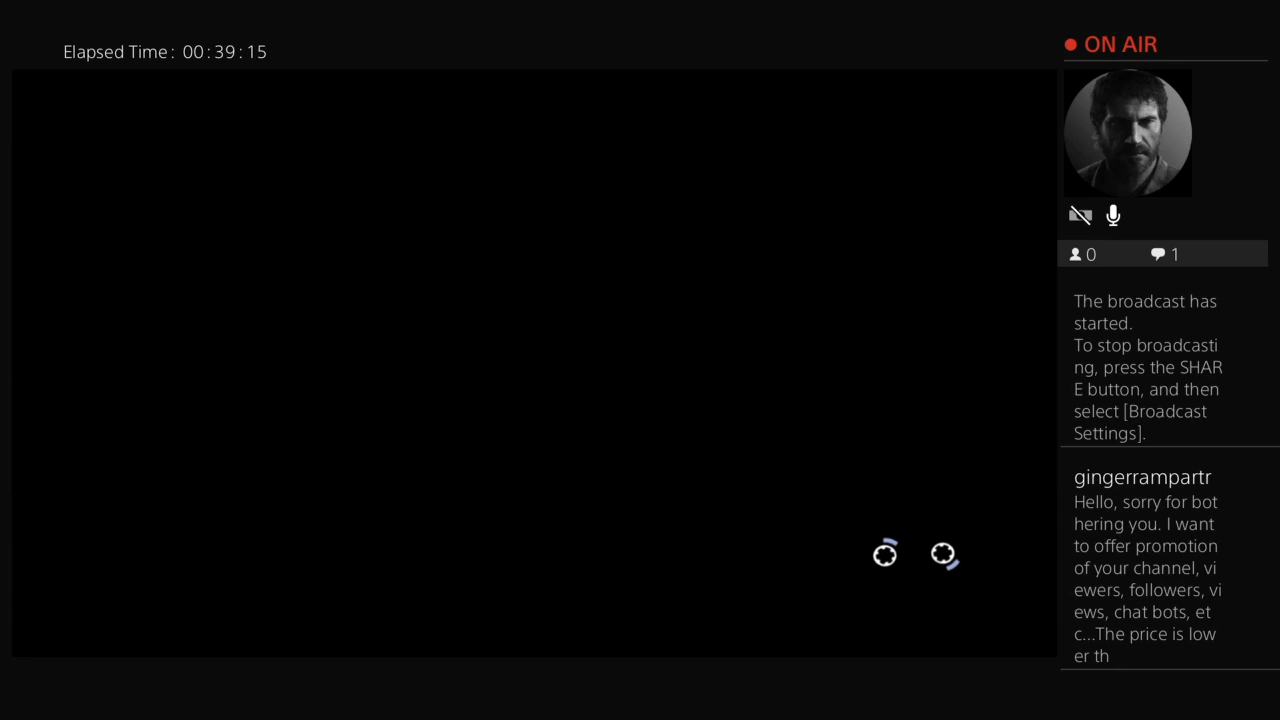 Elapsed Time: 00:39:15
ON AIR
0
1
The broadcast has
started.
To stop broadcasti
ng, press the SHAR
E button, and then
select [Broadcast
Settings].
gingerrampartr
Hello, sorry for bot
hering you. I want
to offer promotion
of your channel, vi
ewers, followers, vi
ews, chat bots, et
c...The price is low
er th